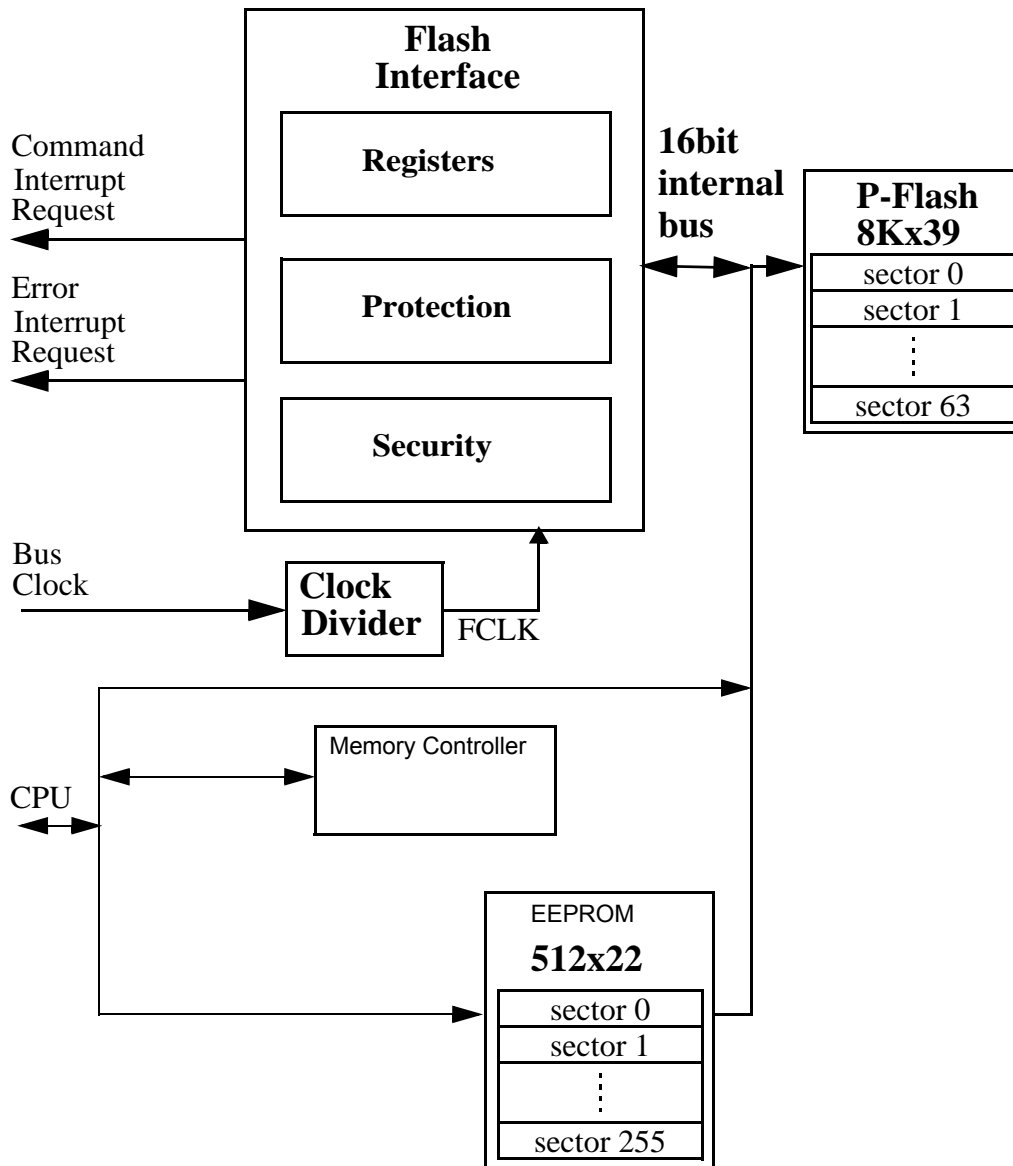 Flash
Interface
Registers
Protection
Security
Command
Interrupt
Request
Error
Interrupt
Request
16bit
internal
bus
P-Flash
8Kx39
sector 0
sector 1
sector 63
Bus
Clock
Clock
Divider
FCLK
Memory Controller
CPU
EEPROM
512x22
sector 0
sector 1
sector 255